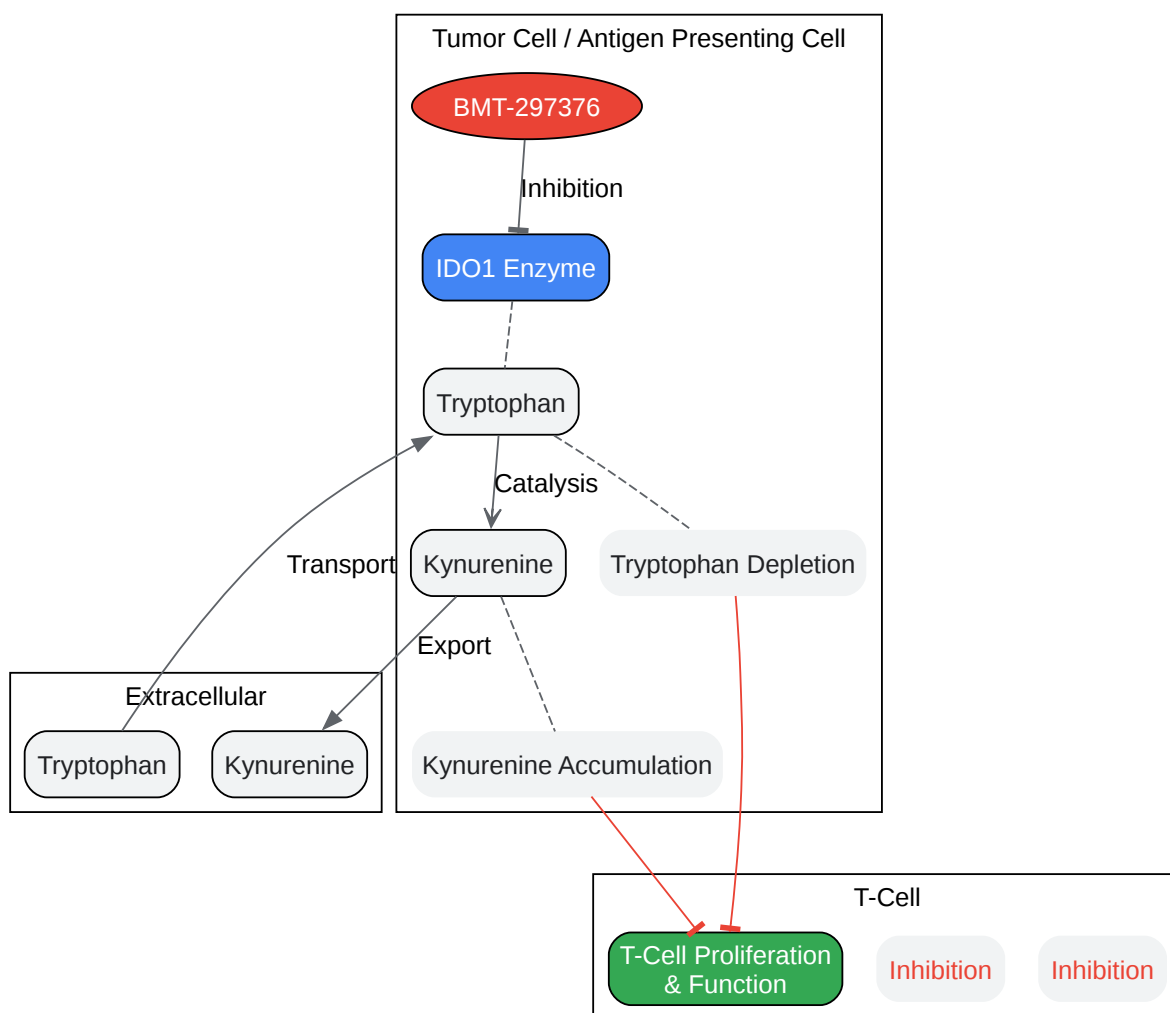 Tumor Cell / Antigen Presenting Cell
BMT-297376
Inhibition
IDO1 Enzyme
Tryptophan
Catalysis
Transport
Kynurenine
Tryptophan Depletion
Export
Extracellular
Tryptophan
Kynurenine
Kynurenine Accumulation
T-Cell
T-Cell Proliferation
& Function
Inhibition
Inhibition